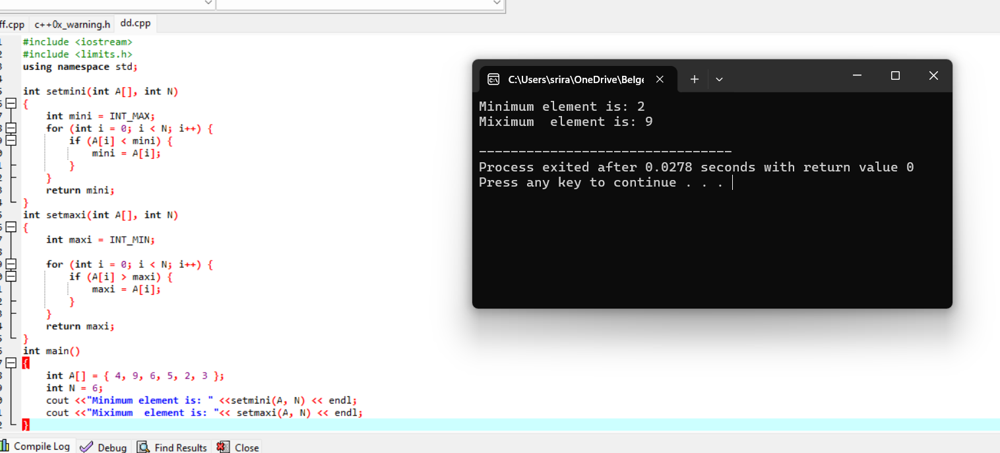 ff.cpp c++0x_warning.h dd.cpp
#include <iostream>
#include <limits.h>
using namespace std;
int setmini(int A[], int N)
{
int mini = INT_MAX;
for (int i = 0; i < N; i++) {
if (A[i] < mini) {
mini = A[i];
}
}
return mini;
}
int setmaxi(int A[], int N)
{
int maxi = INT_MIN;
for (int i = 0; i < N; i++) {
if (A[i] > maxi) {
maxi = A[i];
}
}
return maxi;
}
int main()
{
int A[] = { 4, 9, 6, 5, 2, 3 };
int N = 6;
cout <<"Minimum element is: " <<setmini(A, N) << endl;
cout <<"Miximum  element is: "<< setmaxi(A, N) << endl;
}
Compile Log Debug Find Results Close
C:\Users\srira\OneDrive\Belge
Minimum element is: 2
Miximum  element is: 9
--------------------------------
Process exited after 0.0278 seconds with return value 0
Press any key to continue . . .